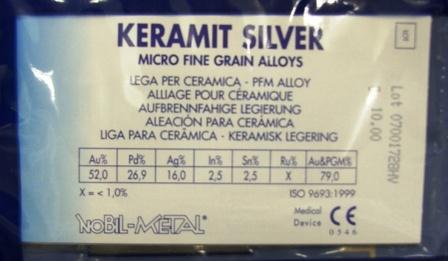 KERAMIT SILVER
MICRO FINE GRAIN ALLOYS
LEGA PER CERAMICA - PFM ALLOY
ALLIAGE POUR CÉRAMIQUE
AUFBRENNFAHIGE LEGIERUNG
ALEACIÓN PARA CERÁMICA
LIGA PARA CERÂMICA - KERAMISK LEGERING
Au% Pd% Ag% In% Sn% Ru% Au&PGM%
52,0 26,9 16,0 2,5 2,5 X 79,0
X = < 1,0%
ISO 9693:1999
NOBIL-METAL
Medical
Device
CE
0546
10,00